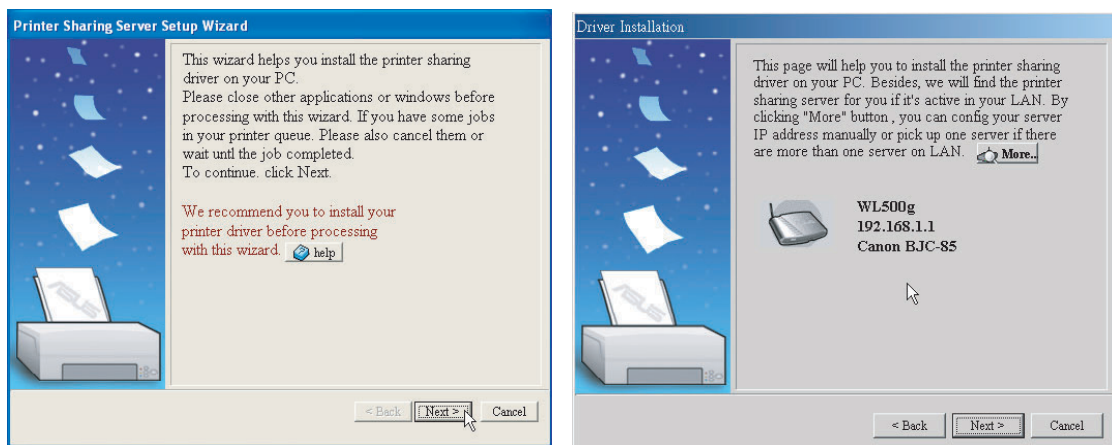 Printer Sharing Server Setup Wizard
This wizard helps you install the printer sharing
driver on your PC.
Please close other applications or windows before
processing with this wizard. If you have some jobs
in your printer queue. Please also cancel them or
wait untl the job completed.
To continue. click Next.
We recommend you to install your
printer driver before processing
with this wizard. help
ASUS
< Back Next > Cancel
Driver Installation
This page will help you to install the printer sharing
driver on your PC. Besides, we will find the printer
sharing server for you if it's active in your LAN. By
clicking "More" button , you can config your server
IP address manually or pick up one server if there
are more than one server on LAN. More..
WL500g
192.168.1.1
Canon BJC-85
ASUS
< Back Next > Cancel